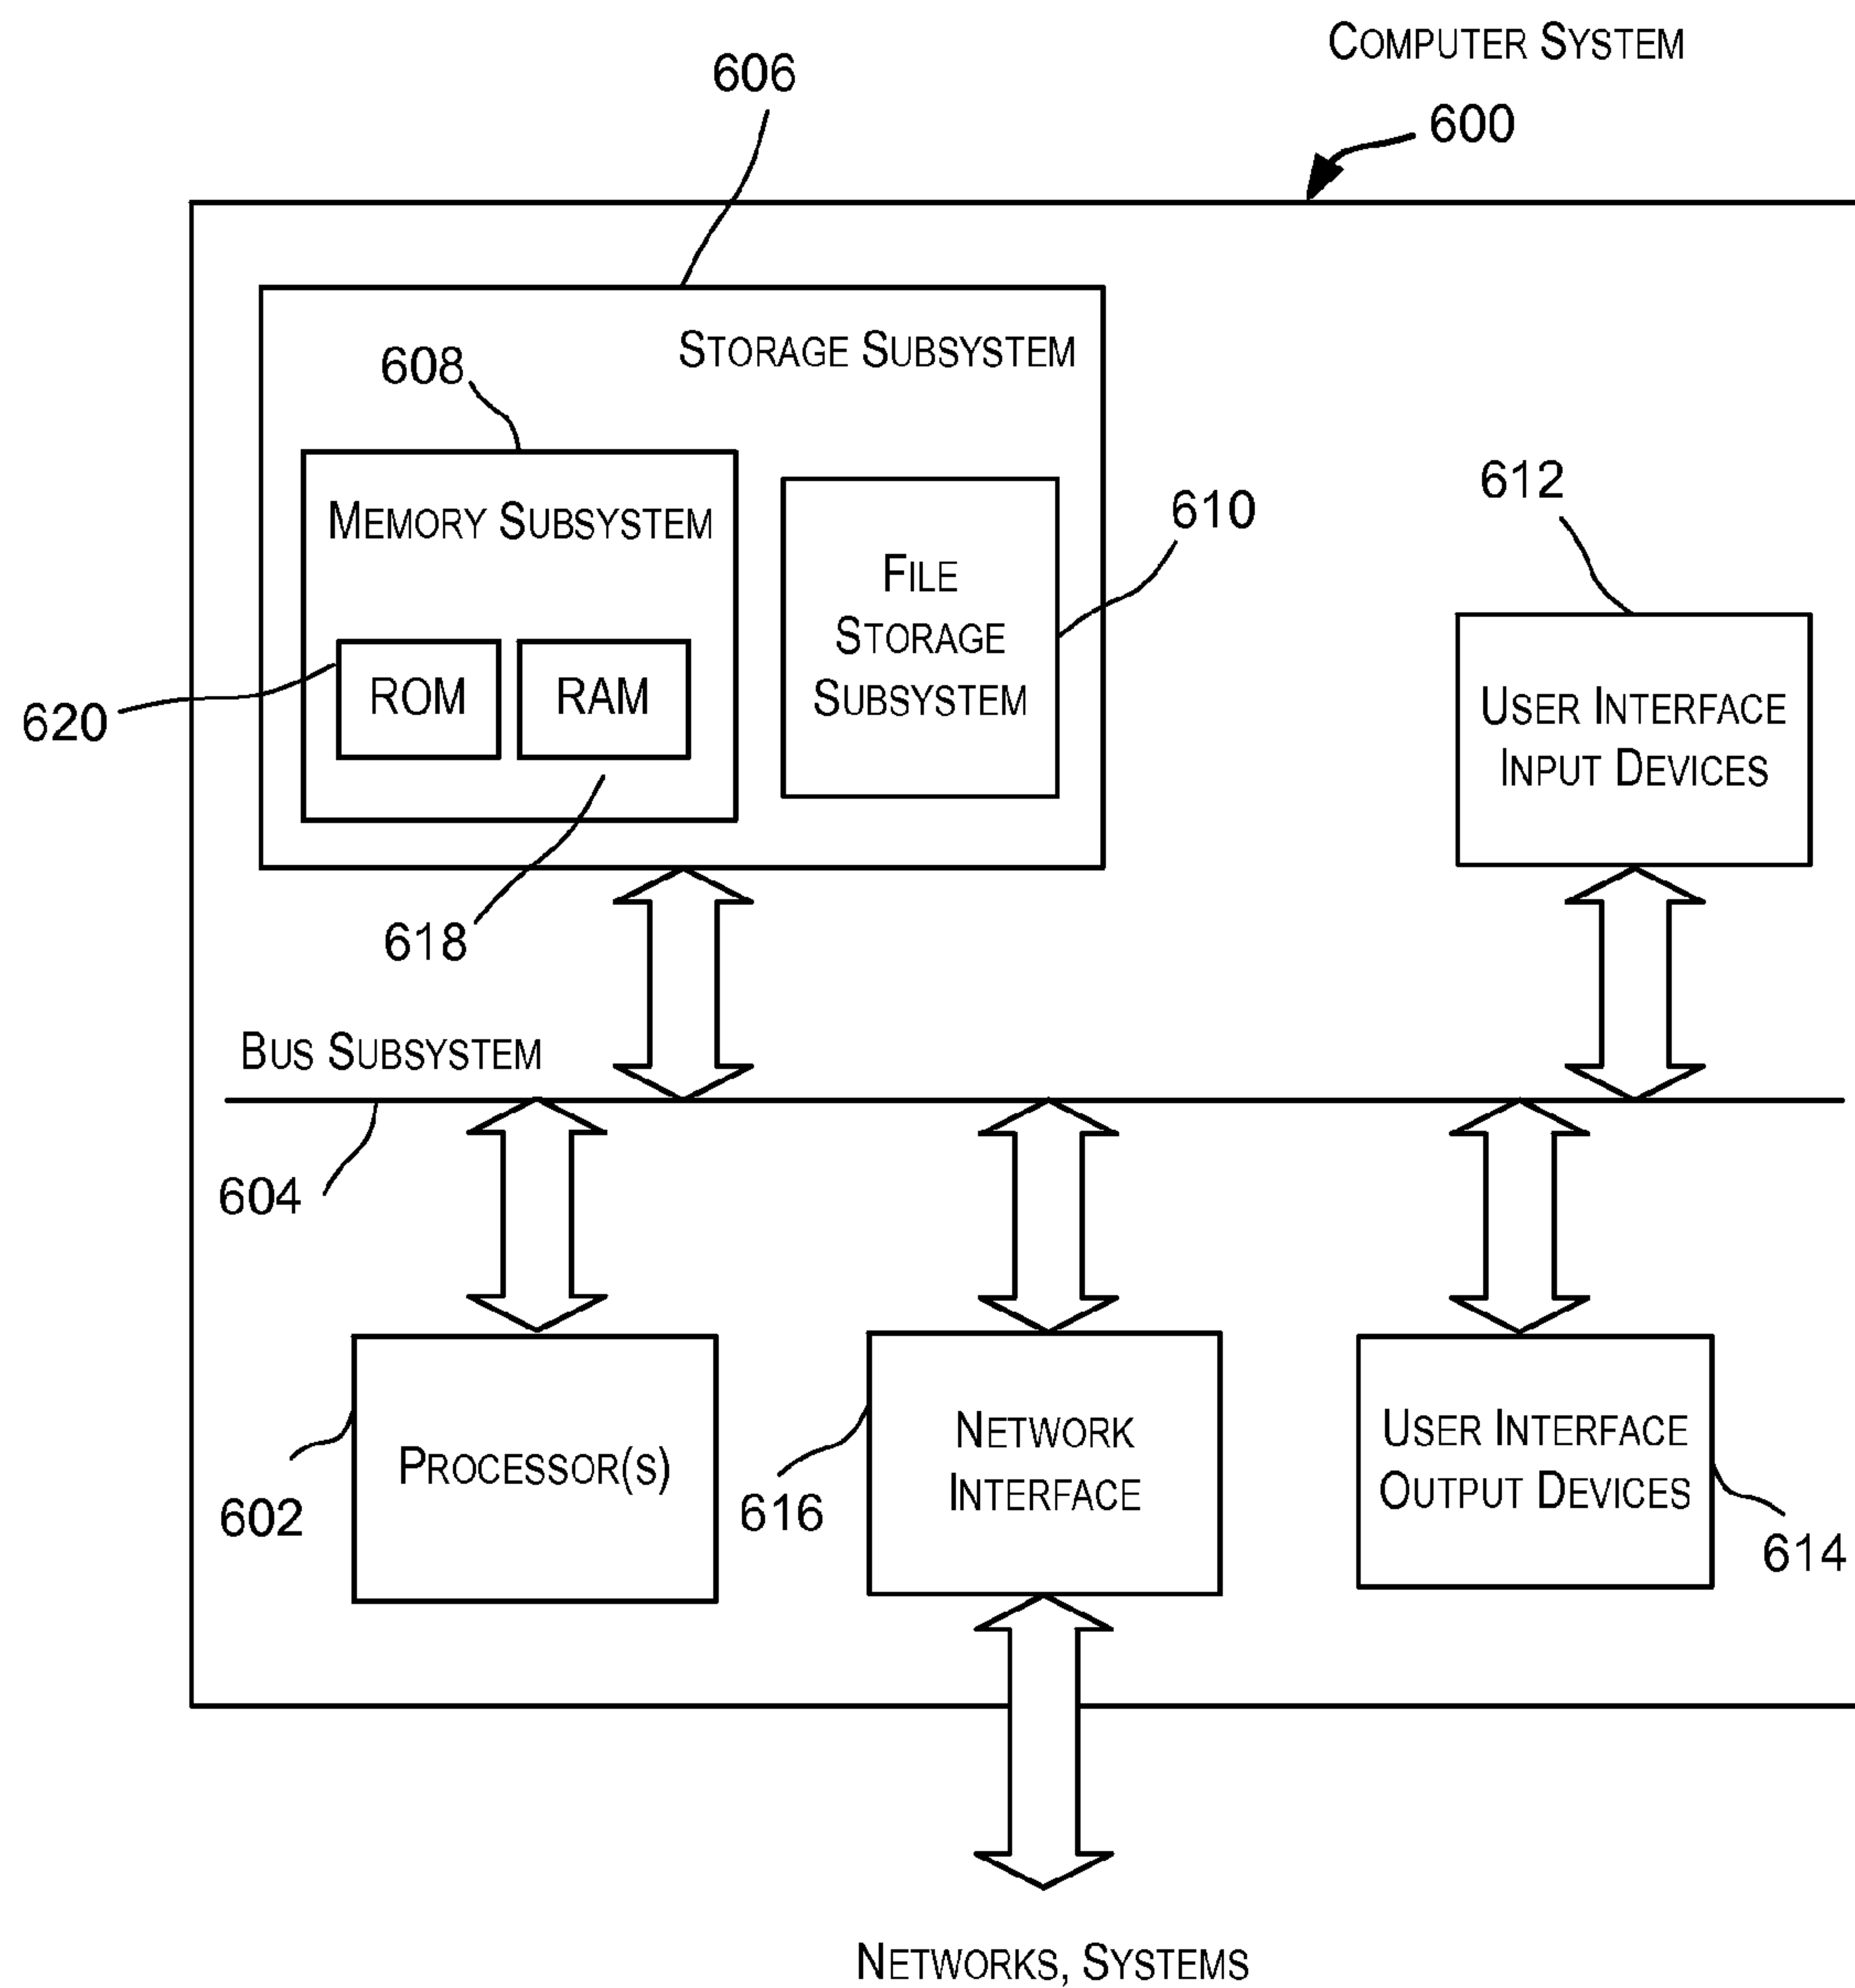 COMPUTER SYSTEM
606
600
STORAGE SUBSYSTEM
608
MEMORY SUBSYSTEM
612
610
FILE
STORAGE
SUBSYSTEM
ROM
RAM
620
USER INTERFACE
INPUT DEVICES
618
BUS SUBSYSTEM
604
PROCESSOR(S)
602
NETWORK
INTERFACE
616
USER INTERFACE
OUTPUT DEVICES
614
NETWORKS, SYSTEMS